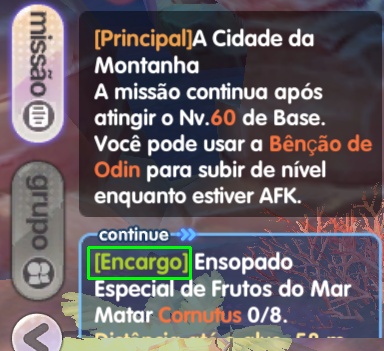 missão
grupo
[Principal]A Cidade da
Montanha
A missão continua após
atingir o Nv.60 de Base.
Você pode usar a Bênção de
Odin para subir de nível
enquanto estiver AFK.
continue
[Encargo] Ensopado
Especial de Frutos do Mar
Matar Cornutus 0/8.